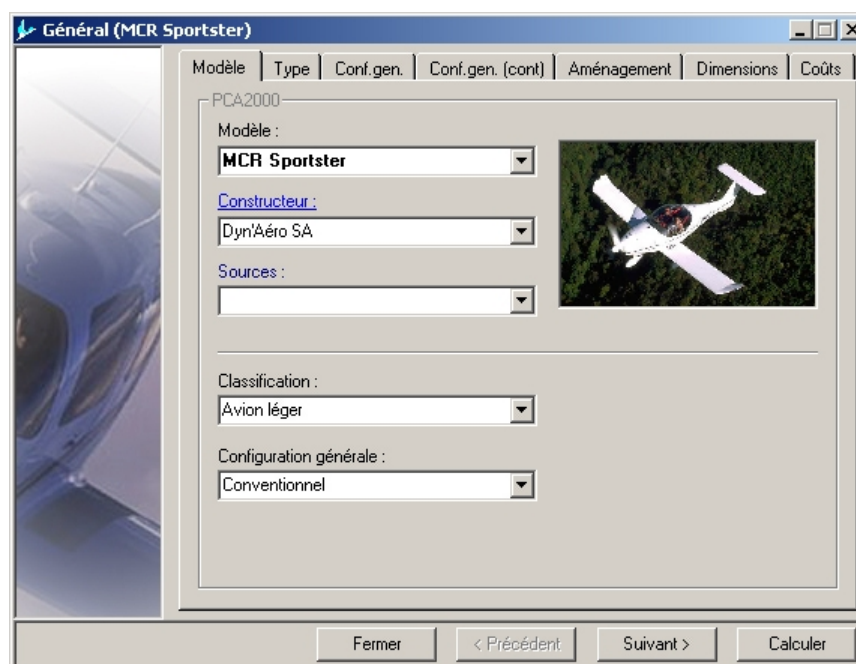 Général (MCR Sportster)
Modèle Type Conf.gen. Conf.gen. (cont) Aménagement Dimensions Coûts
PCA2000
Modèle :
MCR Sportster
Constructeur :
Dyn'Aéro SA
Sources :
Classification :
Avion léger
Configuration générale :
Conventionnel
Fermer < Précédent Suivant > Calculer